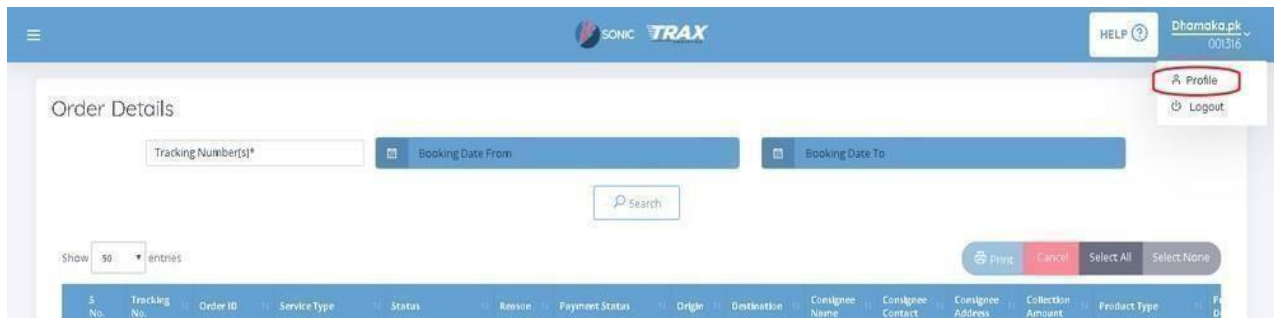 SONIC TRAX
HELP ?
Dhamaka.pk
001316
Profile
Logout
Order Details
Tracking Number(s)*
Booking Date From
Booking Date To
Search
Show 50 entries
Print Cancel Select All Select None
S No.
Tracking No.
Order ID
Service Type
Status
Reason
Payment Status
Origin
Destination
Consignee Name
Consignee Contact
Consignee Address
Collection Amount
Product Type